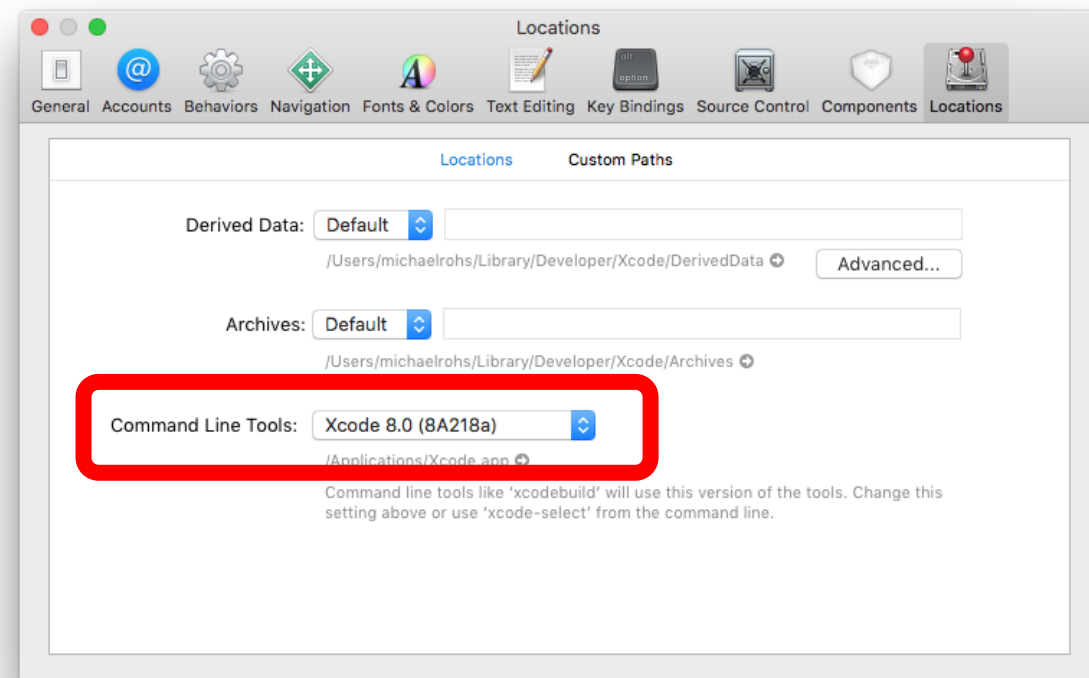 Locations
alt
option
General Accounts Behaviors Navigation Fonts & Colors Text Editing Key Bindings Source Control Components Locations
Locations Custom Paths
Derived Data: Default
/Users/michaelrohs/Library/Developer/Xcode/DerivedData
Advanced...
Archives: Default
/Users/michaelrohs/Library/Developer/Xcode/Archives
Command Line Tools: Xcode 8.0 (8A218a)
/Applications/Xcode.app
Command line tools like ‘xcodebuild’ will use this version of the tools. Change this
setting above or use ‘xcode-select’ from the command line.